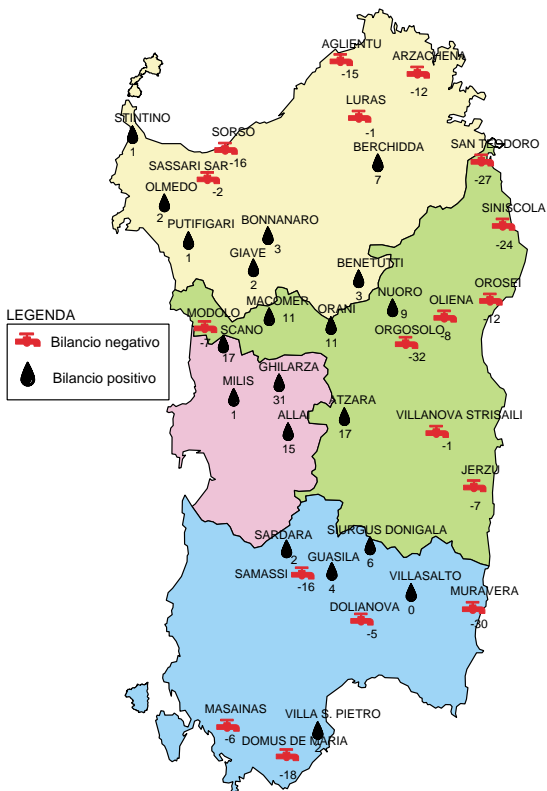 AGLIENTU
-15
ARZACHENA
-12
LURAS
-1
STINTINO
1
SORSO
-16
BERCHIDDA
7
SAN TEODORO
-27
SASSARI SAR
-2
OLMEDO
2
SINISCOLA
-24
PUTIFIGARI
1
BONNANARO
3
GIAVE
2
BENETUTTI
3
NUORO
9
OROSEI
-12
MACOMER
11
ORANI
11
OLIENA
-8
MODOLO
-7
SCANO
17
ORGOSOLO
-32
LEGENDA
Bilancio negativo
Bilancio positivo
GHILARZA
31
MILIS
1
ALLAI
15
ATZARA
17
VILLANOVA STRISAILI
-1
JERZU
-7
SARDARA
2
SIURGUS DONIGALA
6
SAMASSI
-16
GUASILA
4
VILLASALTO
0
MURAVERA
-30
DOLIANOVA
-5
MASAINAS
-6
VILLA S. PIETRO
2
DOMUS DE MARIA
-18